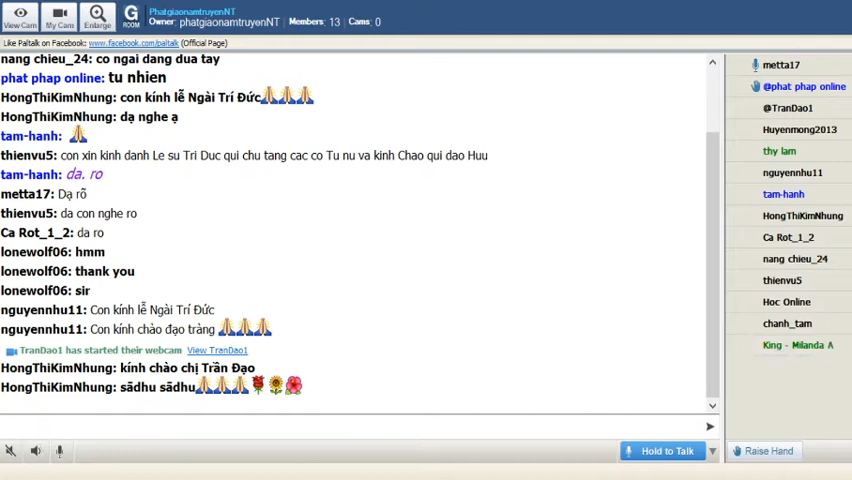 View Cam
My Cam
Enlarge
G
ROOM
PhatgiaonamtruyenNT
Owner: phatgiaonamtruyenNT Members: 13 Cams: 0
Like Paltalk on Facebook: www.facebook.com/paltalk (Official Page)
nang chieu_24: co ngai dang dua tay
phat phap online: tu nhien
HongThiKimNhung: con kính lễ Ngài Trí Đức
HongThiKimNhung: dạ nghe ạ
tam-hanh:
thienvu5: con xin kinh danh Le su Tri Duc qui chu tang cac co Tu nu va kinh Chao qui dao Huu
tam-hanh: da. ro
metta17: Dạ rõ
thienvu5: da con nghe ro
Ca Rot_1_2: da ro
lonewolf06: hmm
lonewolf06: thank you
lonewolf06: sir
nguyennhu11: Con kính lễ Ngài Trí Đức
nguyennhu11: Con kính chào đạo tràng
TranDao1 has started their webcam View TranDao1
HongThiKimNhung: kính chào chị Trần Đạo
HongThiKimNhung: sādhu sādhu
Hold to Talk
metta17
@phat phap online
@TranDao1
Huyenmong2013
thy lam
nguyennhu11
tam-hanh
HongThiKimNhung
Ca Rot_1_2
nang chieu_24
thienvu5
Hoc Online
chanh_tam
King - Milanda A
Raise Hand